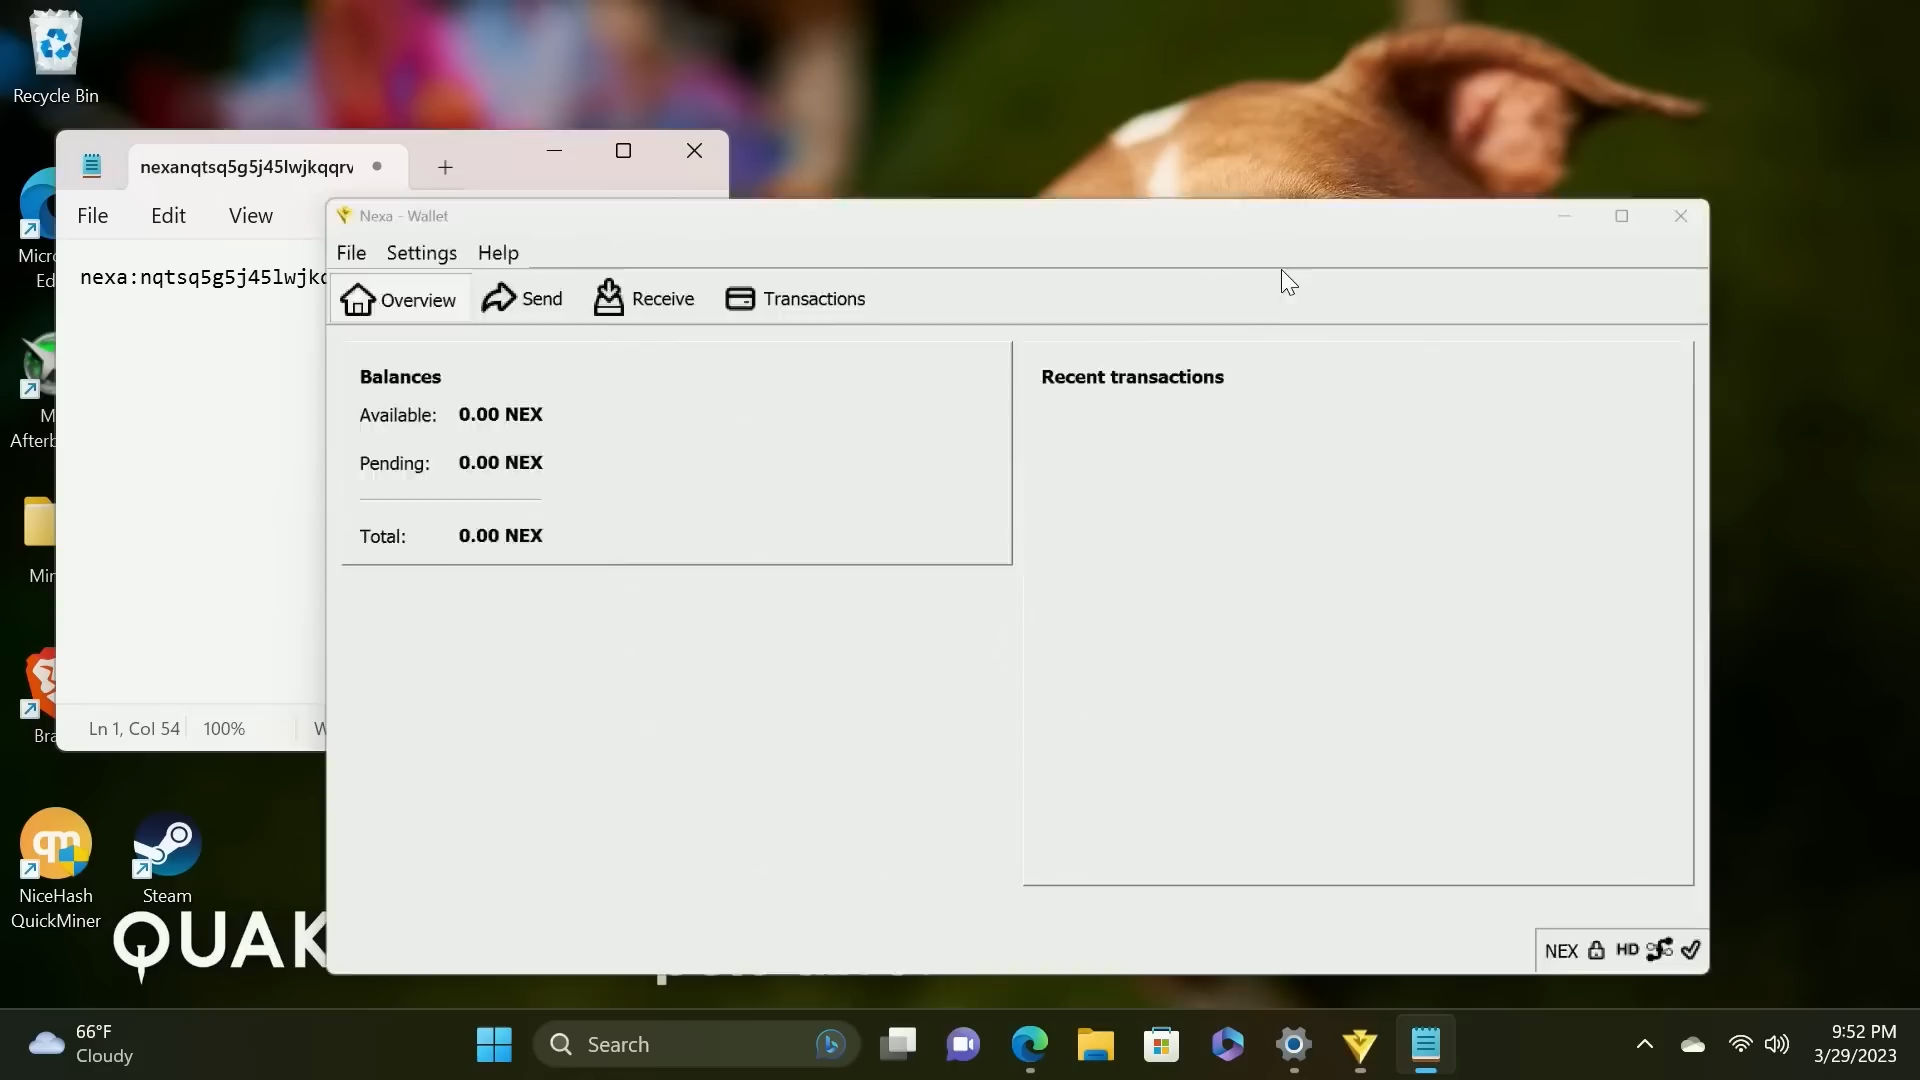 Recycle Bin
nexanqtsq5g5j45lwjkqqrv
File Edit View
nexa:nqtsq5g5j45lwjkq
Ln 1, Col 54 100%
Nexa - Wallet
File Settings Help
Overview Send Receive Transactions
Balances
Available: 0.00 NEX
Pending: 0.00 NEX
Total: 0.00 NEX
Recent transactions
NEX HD
NiceHash
QuickMiner
Steam
QUAK
qm
66°F
Cloudy
Search
9:52 PM
3/29/2023